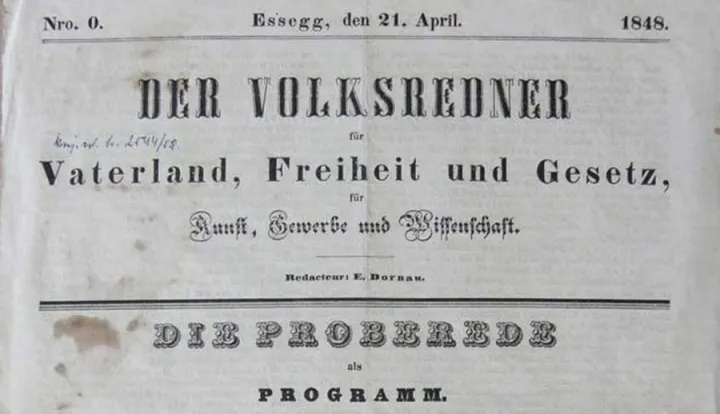 Nro. 0. Essegg, den 21. April. 1848.
DER VOLKSREDNER
für
Vaterland, Freiheit und Gesetz,
für
Kunst, Gewerbe und Wissenschaft.
Redacteur: E. Dornau.
DIE PROBEREDE
als
PROGRAMM.